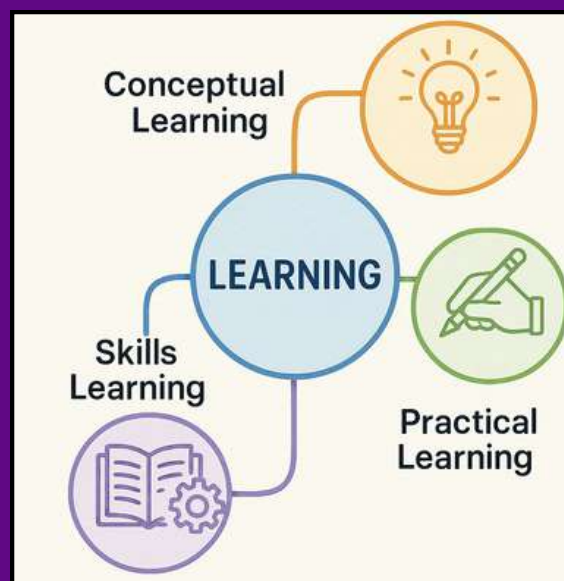 Conceptual
Learning
LEARNING
Skills
Learning
Practical
Learning